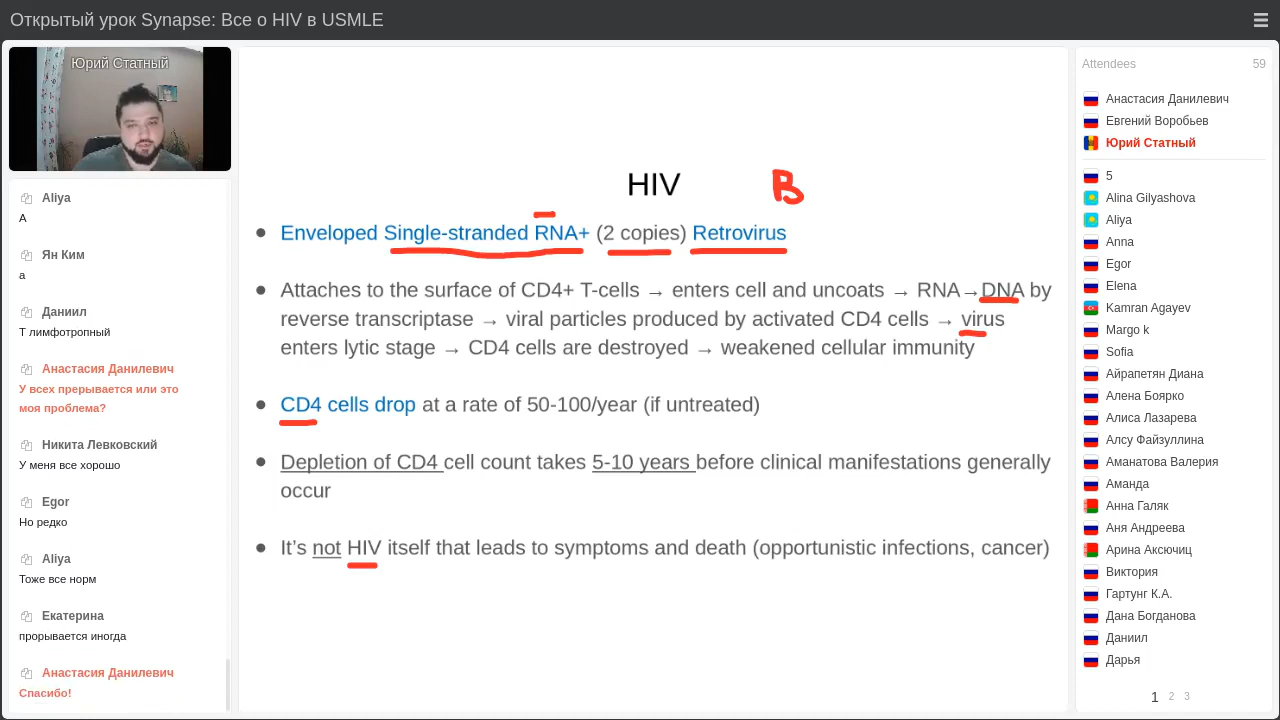 Открытый урок Synapse: Все о HIV в USMLE
Юрий Статный
Aliya
А
Ян Ким
а
Даниил
Т лимфотропный
Анастасия Данилевич
У всех прерывается или это
моя проблема?
Никита Левковский
У меня все хорошо
Egor
Но редко
Aliya
Тоже все норм
Екатерина
прорывается иногда
Анастасия Данилевич
Спасибо!
HIV
B
● Enveloped Single-stranded RNA+ (2 copies) Retrovirus
● Attaches to the surface of CD4+ T-cells → enters cell and uncoats → RNA→DNA by
reverse transcriptase → viral particles produced by activated CD4 cells → virus
enters lytic stage → CD4 cells are destroyed → weakened cellular immunity
● CD4 cells drop at a rate of 50-100/year (if untreated)
● Depletion of CD4 cell count takes 5-10 years before clinical manifestations generally
occur
● It's not HIV itself that leads to symptoms and death (opportunistic infections, cancer)
Attendees 59
Анастасия Данилевич
Евгений Воробьев
Юрий Статный
5
Alina Gilyashova
Aliya
Anna
Egor
Elena
Kamran Agayev
Margo k
Sofia
Айрапетян Диана
Алена Боярко
Алиса Лазарева
Алсу Файзуллина
Аманатова Валерия
Аманда
Анна Галяк
Аня Андреева
Арина Аксючиц
Виктория
Гартунг К.А.
Дана Богданова
Даниил
Дарья
1 2 3